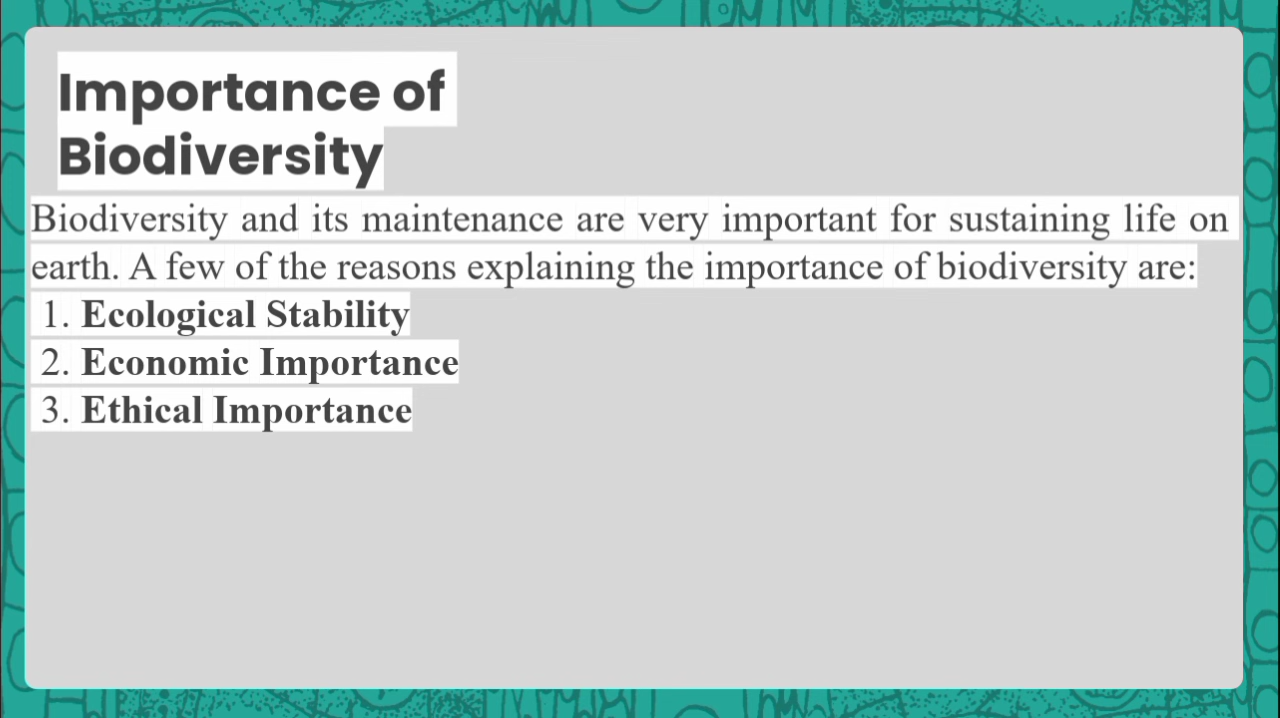 Importance of
Biodiversity
Biodiversity and its maintenance are very important for sustaining life on
earth. A few of the reasons explaining the importance of biodiversity are:
1. Ecological Stability
2. Economic Importance
3. Ethical Importance